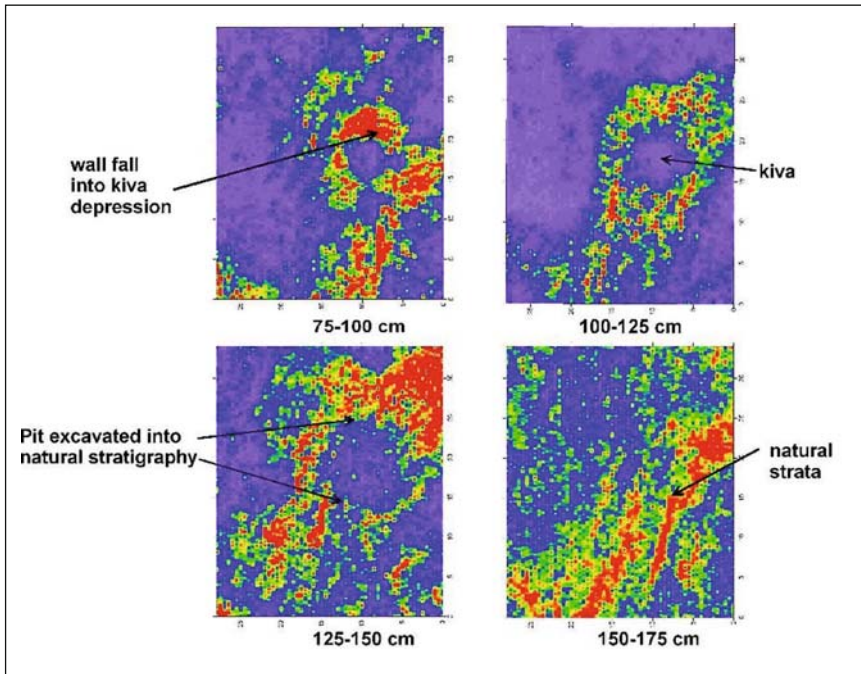 wall fall
into kiva
depression
75-100 cm
kiva
100-125 cm
Pit excavated into
natural stratigraphy
125-150 cm
natural
strata
150-175 cm